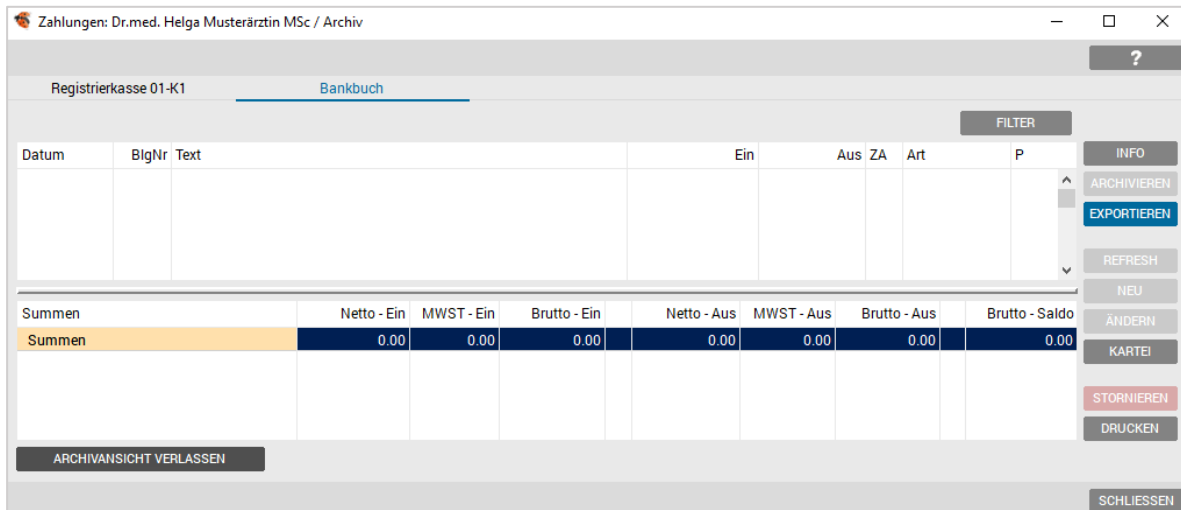 Zahlungen: Dr.med. Helga Musterärztin MSc / Archiv
?
Registrierkasse 01-K1 Bankbuch
FILTER
Datum BlgNr Text Ein Aus ZA Art P
INFO
ARCHIVIEREN
EXPORTIEREN
REFRESH
NEU
Summen Netto - Ein MWST - Ein Brutto - Ein Netto - Aus MWST - Aus Brutto - Aus Brutto - Saldo
ÄNDERN
Summen 0.00 0.00 0.00 0.00 0.00 0.00 0.00
KARTEI
STORNIEREN
DRUCKEN
ARCHIVANSICHT VERLASSEN
SCHLIESSEN